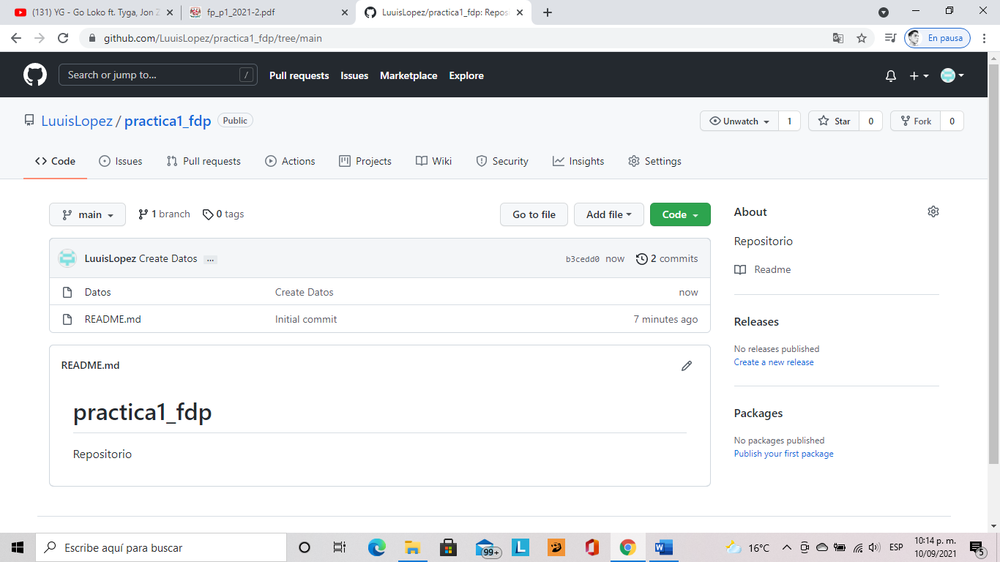 (131) YG - Go Loko ft. Tyga, Jon Z
fp_p1_2021-2.pdf
LuuisLopez/practica1_fdp: Repos
github.com/LuuisLopez/practica1_fdp/tree/main
En pausa
Search or jump to...
/
Pull requests
Issues
Marketplace
Explore
LuuisLopez / practica1_fdp
Public
Unwatch
1
Star
0
Fork
0
Code
Issues
Pull requests
Actions
Projects
Wiki
Security
Insights
Settings
main
1 branch
0 tags
Go to file
Add file
Code
LuuisLopez Create Datos ...
b3cedd0 now
2 commits
Datos
Create Datos
now
README.md
Initial commit
7 minutes ago
README.md
practica1_fdp
Repositorio
About
Repositorio
Readme
Releases
No releases published
Create a new release
Packages
No packages published
Publish your first package
Escribe aquí para buscar
99+
16°C
ESP
10:14 p. m.
10/09/2021
5